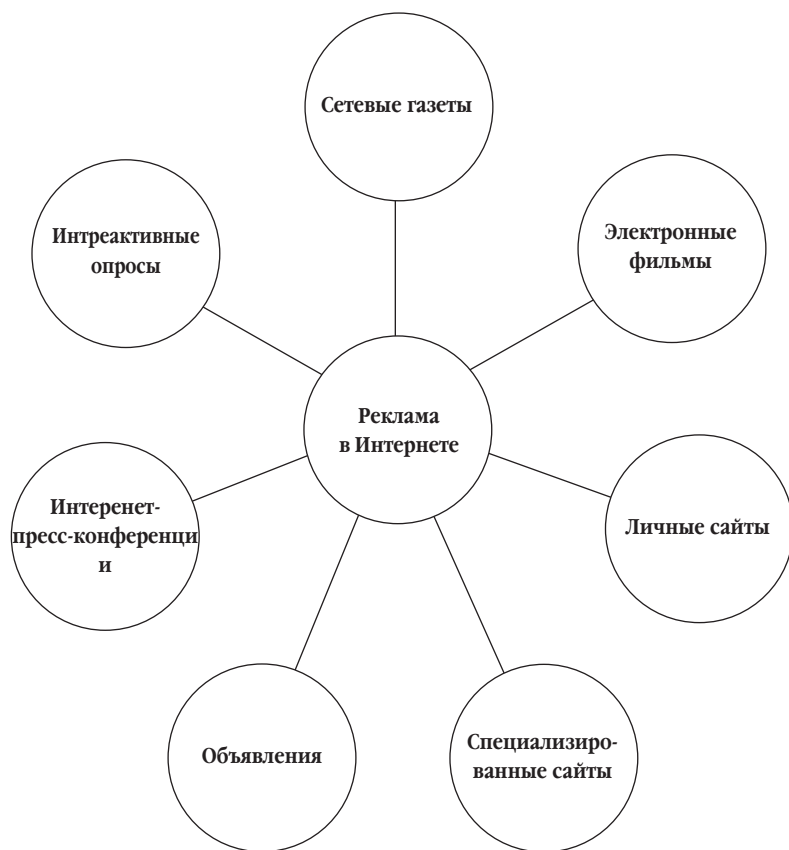 Сетевые газеты
Интреактивные
опросы
Электронные
фильмы
Реклама
в Интернете
Интеренет-
пресс-конференци
и
Личные сайты
Объявления
Специализиро-
ванные сайты